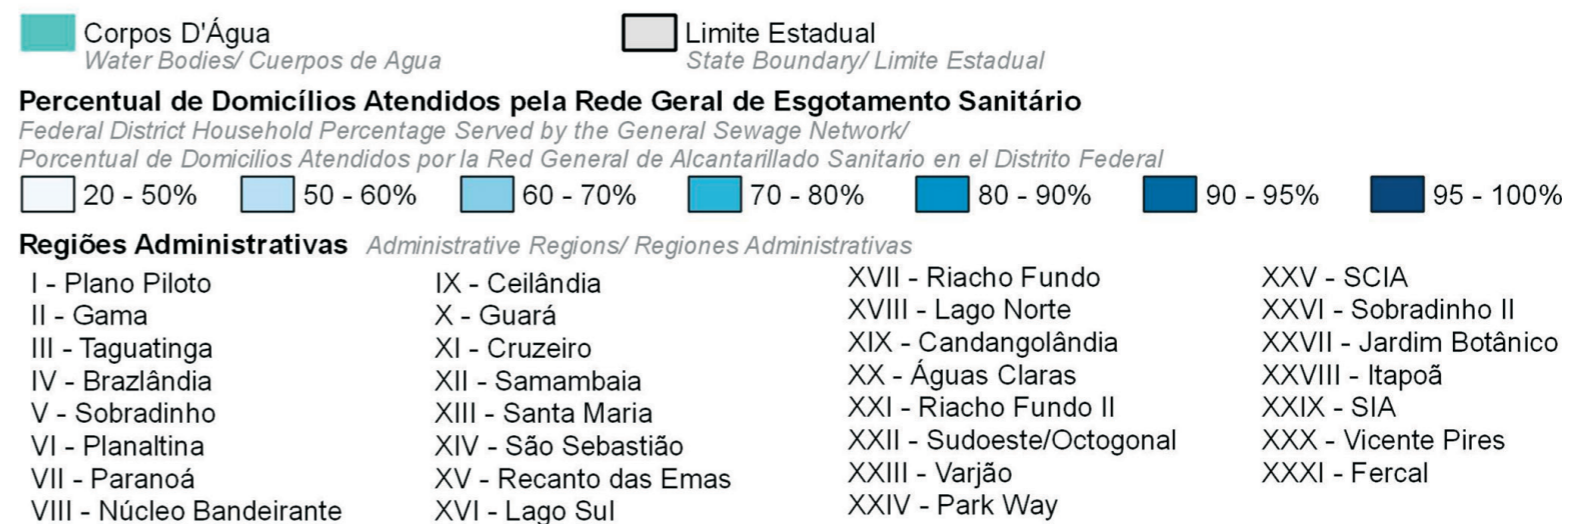 Corpos D'Água
Water Bodies/ Cuerpos de Agua
Limite Estadual
State Boundary/ Limite Estadual
Percentual de Domicílios Atendidos pela Rede Geral de Esgotamento Sanitário
Federal District Household Percentage Served by the General Sewage Network/
Porcentual de Domicilios Atendidos por la Red General de Alcantarillado Sanitario en el Distrito Federal
20 - 50% 50 - 60% 60 - 70% 70 - 80% 80 - 90% 90 - 95% 95 - 100%
Regiões Administrativas Administrative Regions/ Regiones Administrativas
I - Plano Piloto
II - Gama
III - Taguatinga
IV - Brazlândia
V - Sobradinho
VI - Planaltina
VII - Paranoá
VIII - Núcleo Bandeirante
IX - Ceilândia
X - Guará
XI - Cruzeiro
XII - Samambaia
XIII - Santa Maria
XIV - São Sebastião
XV - Recanto das Emas
XVI - Lago Sul
XVII - Riacho Fundo
XVIII - Lago Norte
XIX - Candangolândia
XX - Águas Claras
XXI - Riacho Fundo II
XXII - Sudoeste/Octogonal
XXIII - Varjão
XXIV - Park Way
XXV - SCIA
XXVI - Sobradinho II
XXVII - Jardim Botânico
XXVIII - Itapoã
XXIX - SIA
XXX - Vicente Pires
XXXI - Fercal